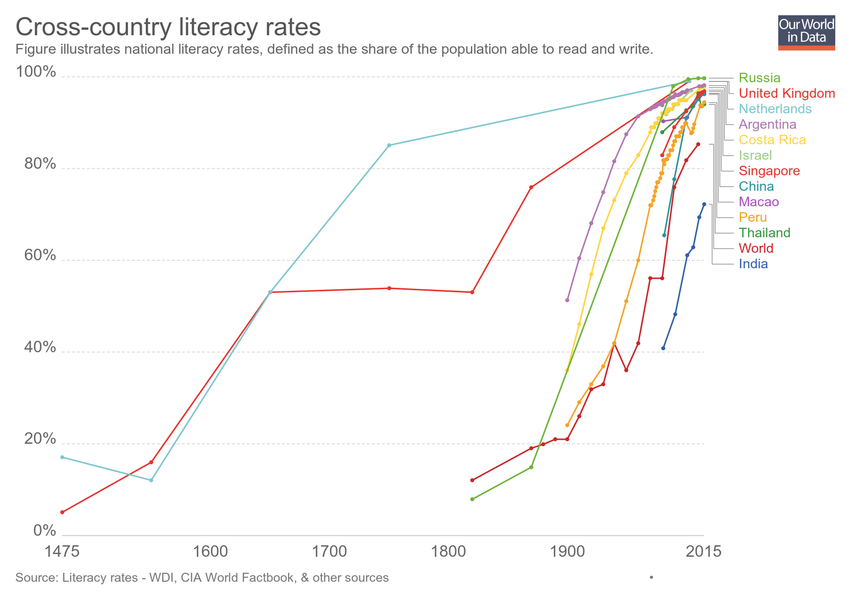 Cross-country literacy rates
Figure illustrates national literacy rates, defined as the share of the population able to read and write.
Our World
in Data
100%
80%
60%
40%
20%
0%
1475
1600
1700
1800
1900
2015
Russia
United Kingdom
Netherlands
Argentina
Costa Rica
Israel
Singapore
China
Macao
Peru
Thailand
World
India
Source: Literacy rates - WDI, CIA World Factbook, & other sources